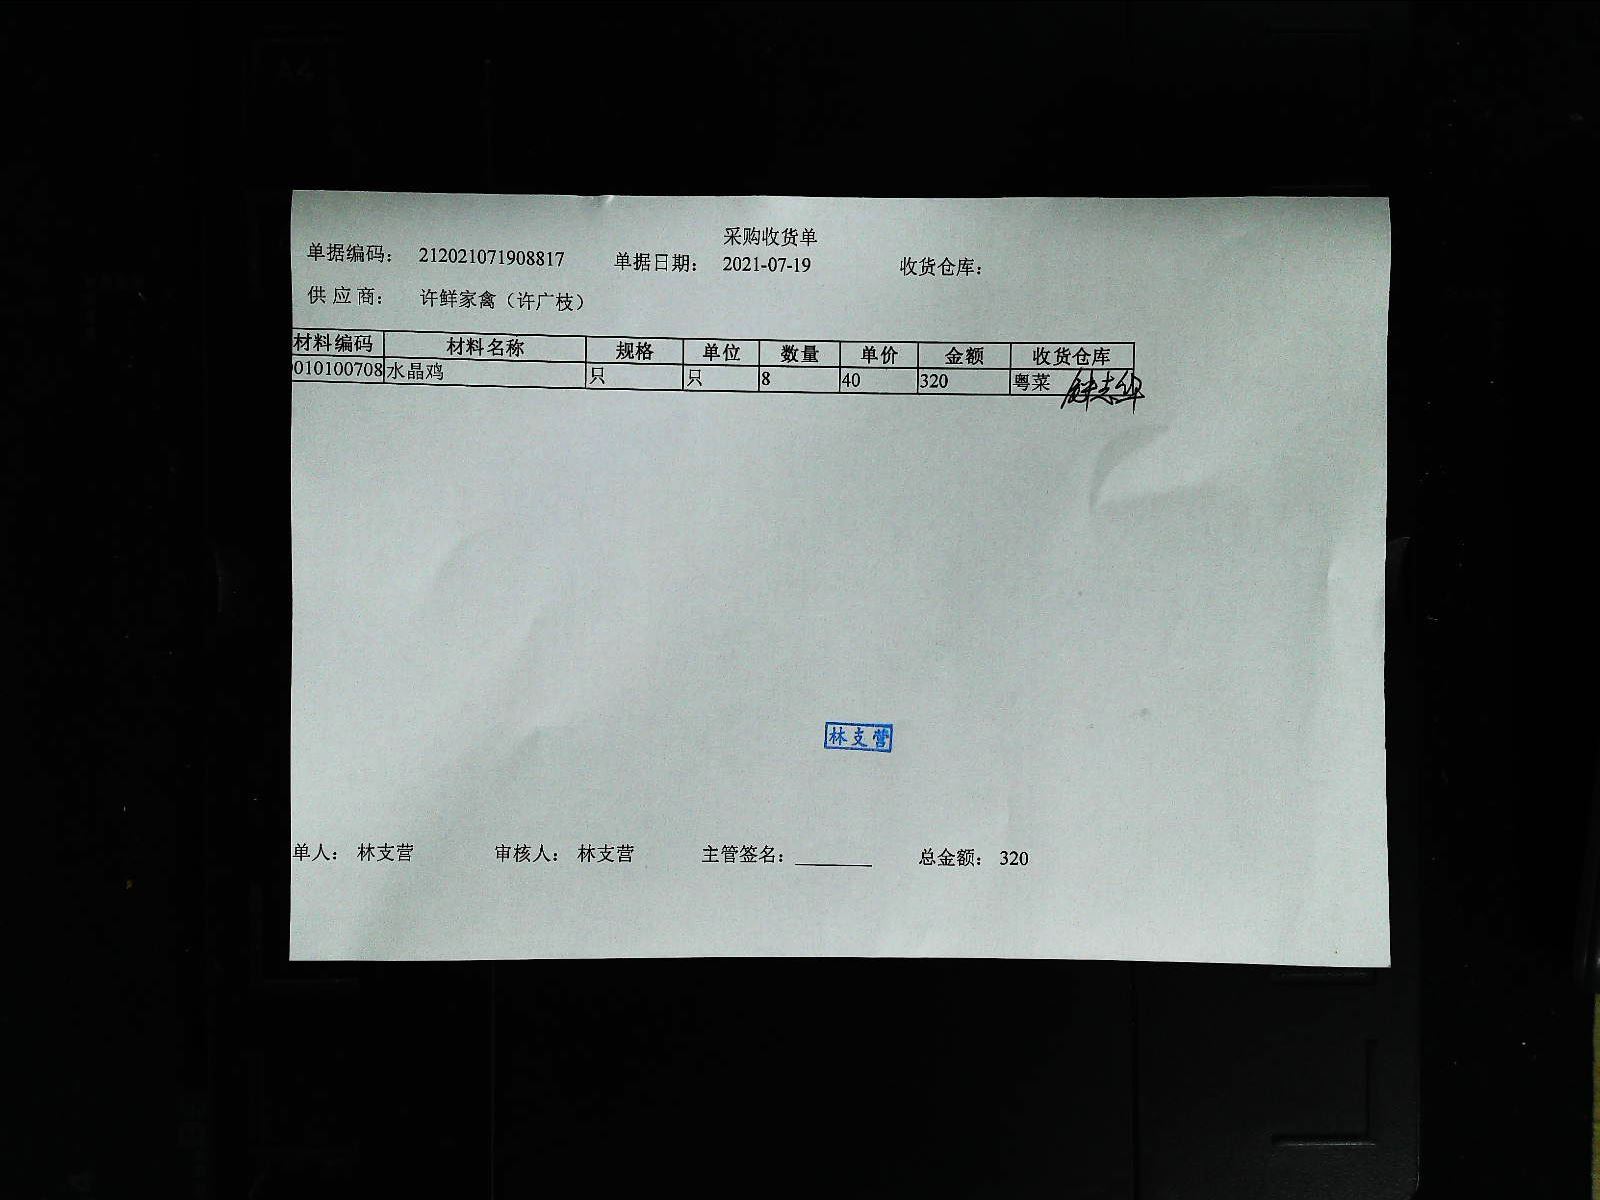 采购收货单
单据编码： 212021071908817 单据日期： 2021-07-19 收货仓库：
供应商： 许鲜家禽（许广枝）
材料编码 材料名称 规格 单位 数量 单价 金额 收货仓库
010100708 水晶鸡 只 只 8 40 320 粤菜
林支营
单人： 林支营 审核人： 林支营 主管签名： 总金额： 320